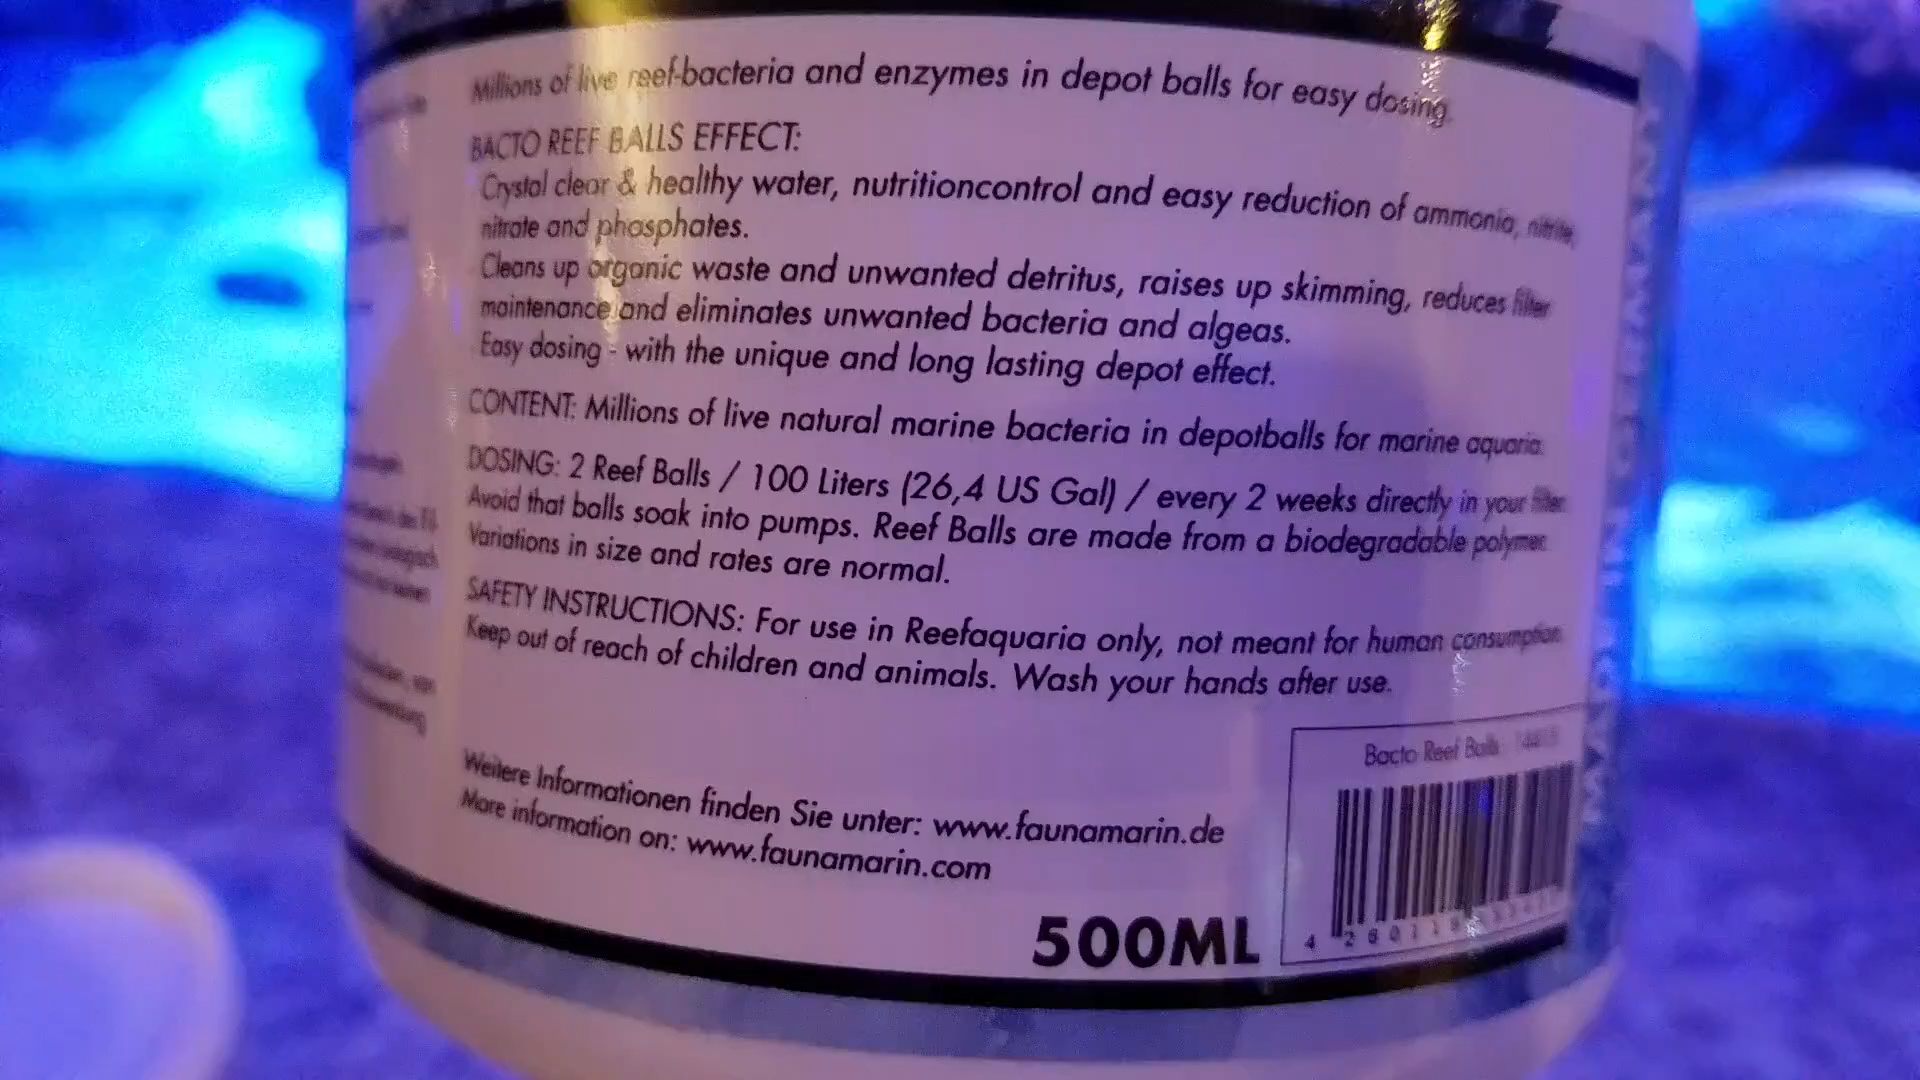 Millions of live reef-bacteria and enzymes in depot balls for easy dosing.
BACTO REEF BALLS EFFECT:
Crystal clear & healthy water, nutritioncontrol and easy reduction of ammonia, nitrite,
nitrate and phosphates.
Cleans up organic waste and unwanted detritus, raises up skimming, reduces filter
maintenance and eliminates unwanted bacteria and algeas.
Easy dosing - with the unique and long lasting depot effect.
CONTENT: Millions of live natural marine bacteria in depotballs for marine aquaria.
DOSING: 2 Reef Balls / 100 Liters (26,4 US Gal) / every 2 weeks directly in your filter.
Avoid that balls soak into pumps. Reef Balls are made from a biodegradable polymer.
Variations in size and rates are normal.
SAFETY INSTRUCTIONS: For use in Reefaquaria only, not meant for human consumption.
Keep out of reach of children and animals. Wash your hands after use.
Weitere Informationen finden Sie unter: www.faunamarin.de
More information on: www.faunamarin.com
Bacto Reef Balls
500ML